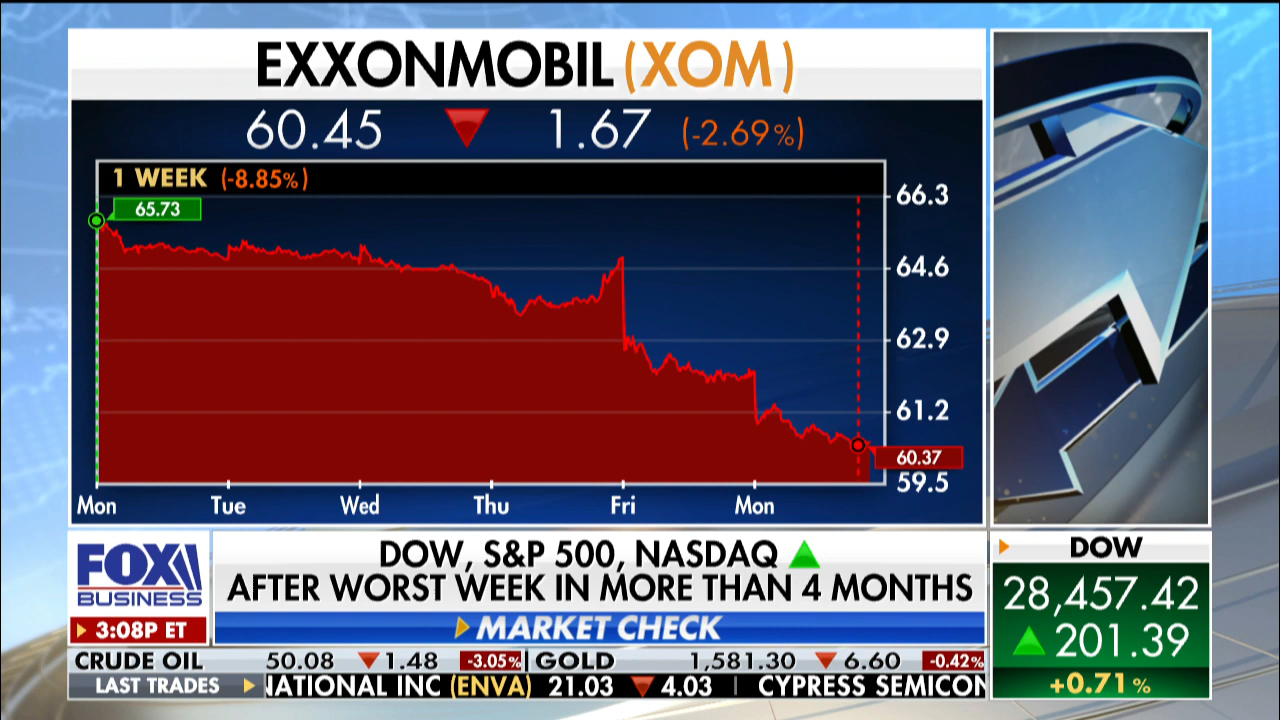 EXXONMOBIL (XOM)
60.45 ▼ 1.67 (-2.69%)
1 WEEK (-8.85%)
65.73
66.3
64.6
62.9
61.2
60.37
59.5
Mon Tue Wed Thu Fri Mon
FOX
BUSINESS
3:08P ET
DOW, S&P 500, NASDAQ ▲
AFTER WORST WEEK IN MORE THAN 4 MONTHS
MARKET CHECK
DOW
28,457.42
▲ 201.39
+0.71%
CRUDE OIL 50.08 ▼ 1.48 -3.05% GOLD 1,581.30 ▼ 6.60 -0.42%
LAST TRADES NATIONAL INC (ENVA) 21.03 ▼ 4.03 | CYPRESS SEMICON